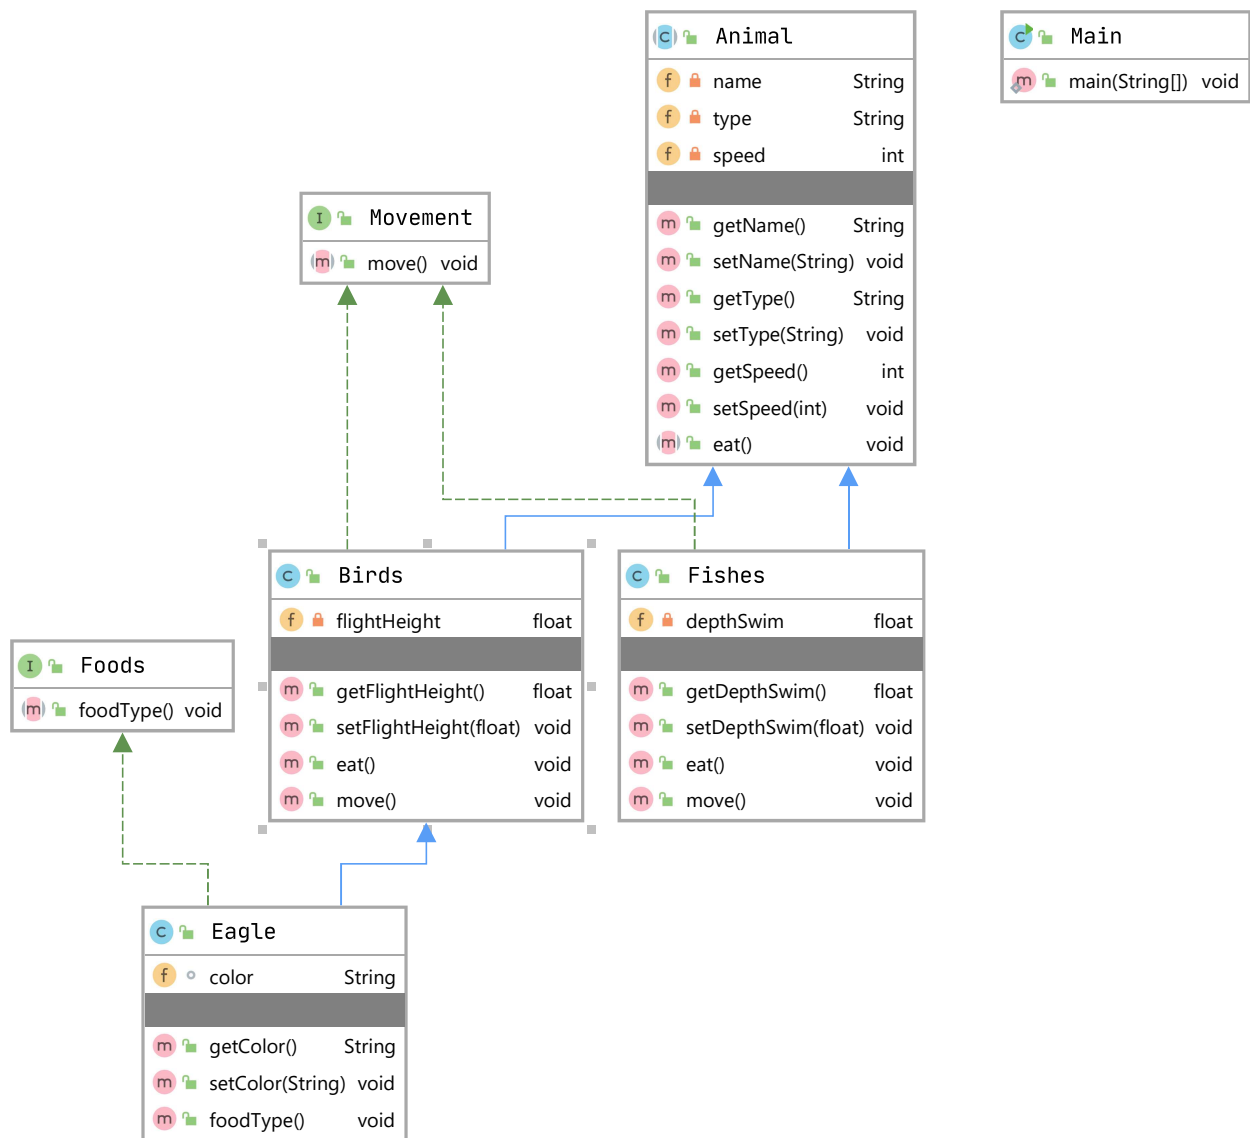 Animal
name String
type String
speed int
getName() String
setName(String) void
getType() String
setType(String) void
getSpeed() int
setSpeed(int) void
eat() void
Main
main(String[]) void
Movement
move() void
Birds
flightHeight float
getFlightHeight() float
setFlightHeight(float) void
eat() void
move() void
Fishes
depthSwim float
getDepthSwim() float
setDepthSwim(float) void
eat() void
move() void
Foods
foodType() void
Eagle
color String
getColor() String
setColor(String) void
foodType() void